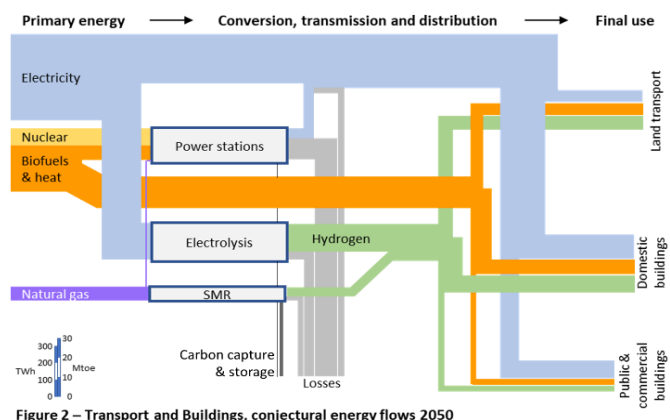 Primary energy
Conversion, transmission and distribution
Final use
Electricity
Nuclear
Biofuels
& heat
Natural gas
Power stations
Electrolysis
SMR
Hydrogen
Carbon capture
& storage
Losses
Land transport
Domestic
buildings
Public &
commercial
buildings
300
200
100
0
TWh
30
20
10
0
Mtoe
Figure 2 – Transport and Buildings, conjectural energy flows 2050